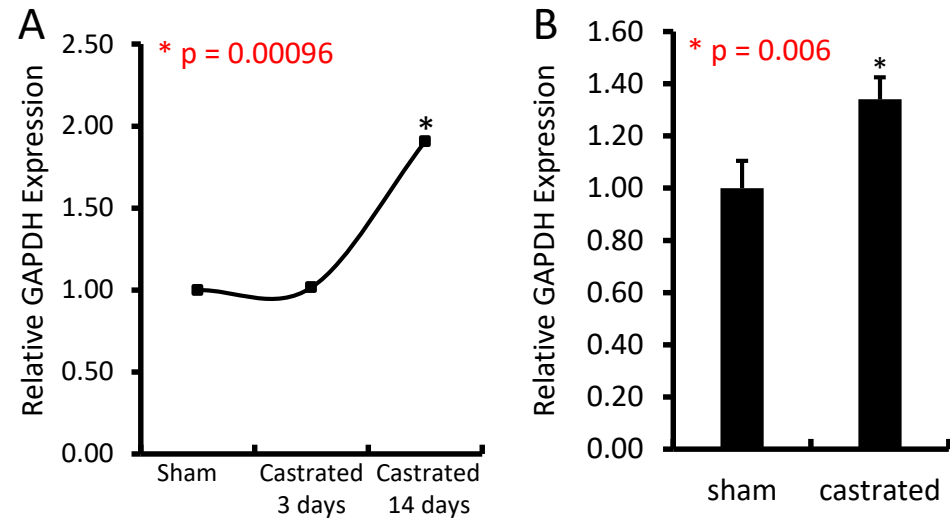 A
* p = 0.00096
Relative GAPDH Expression
2.50
2.00
1.50
1.00
0.50
0.00
*
Sham
Castrated
3 days
Castrated
14 days
B
* p = 0.006
Relative GAPDH Expression
1.60
1.40
1.20
1.00
0.80
0.60
0.40
0.20
0.00
*
sham
castrated